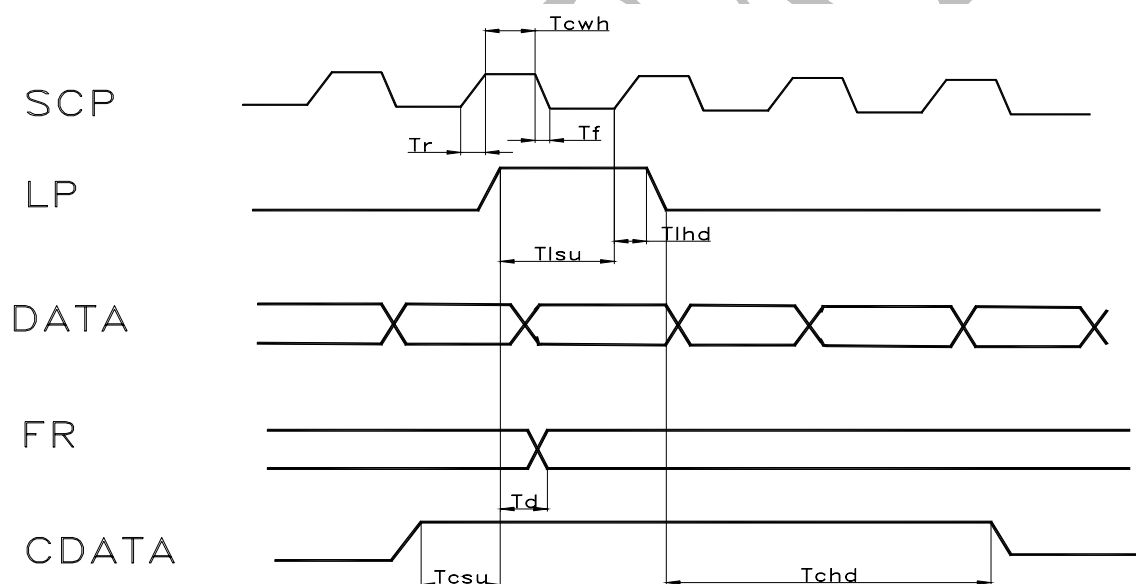 Tcwh
SCP
Tr
Tf
LP
Tlhd
Tlsu
DATA
FR
Td
CDATA
Tcsu
Tchd